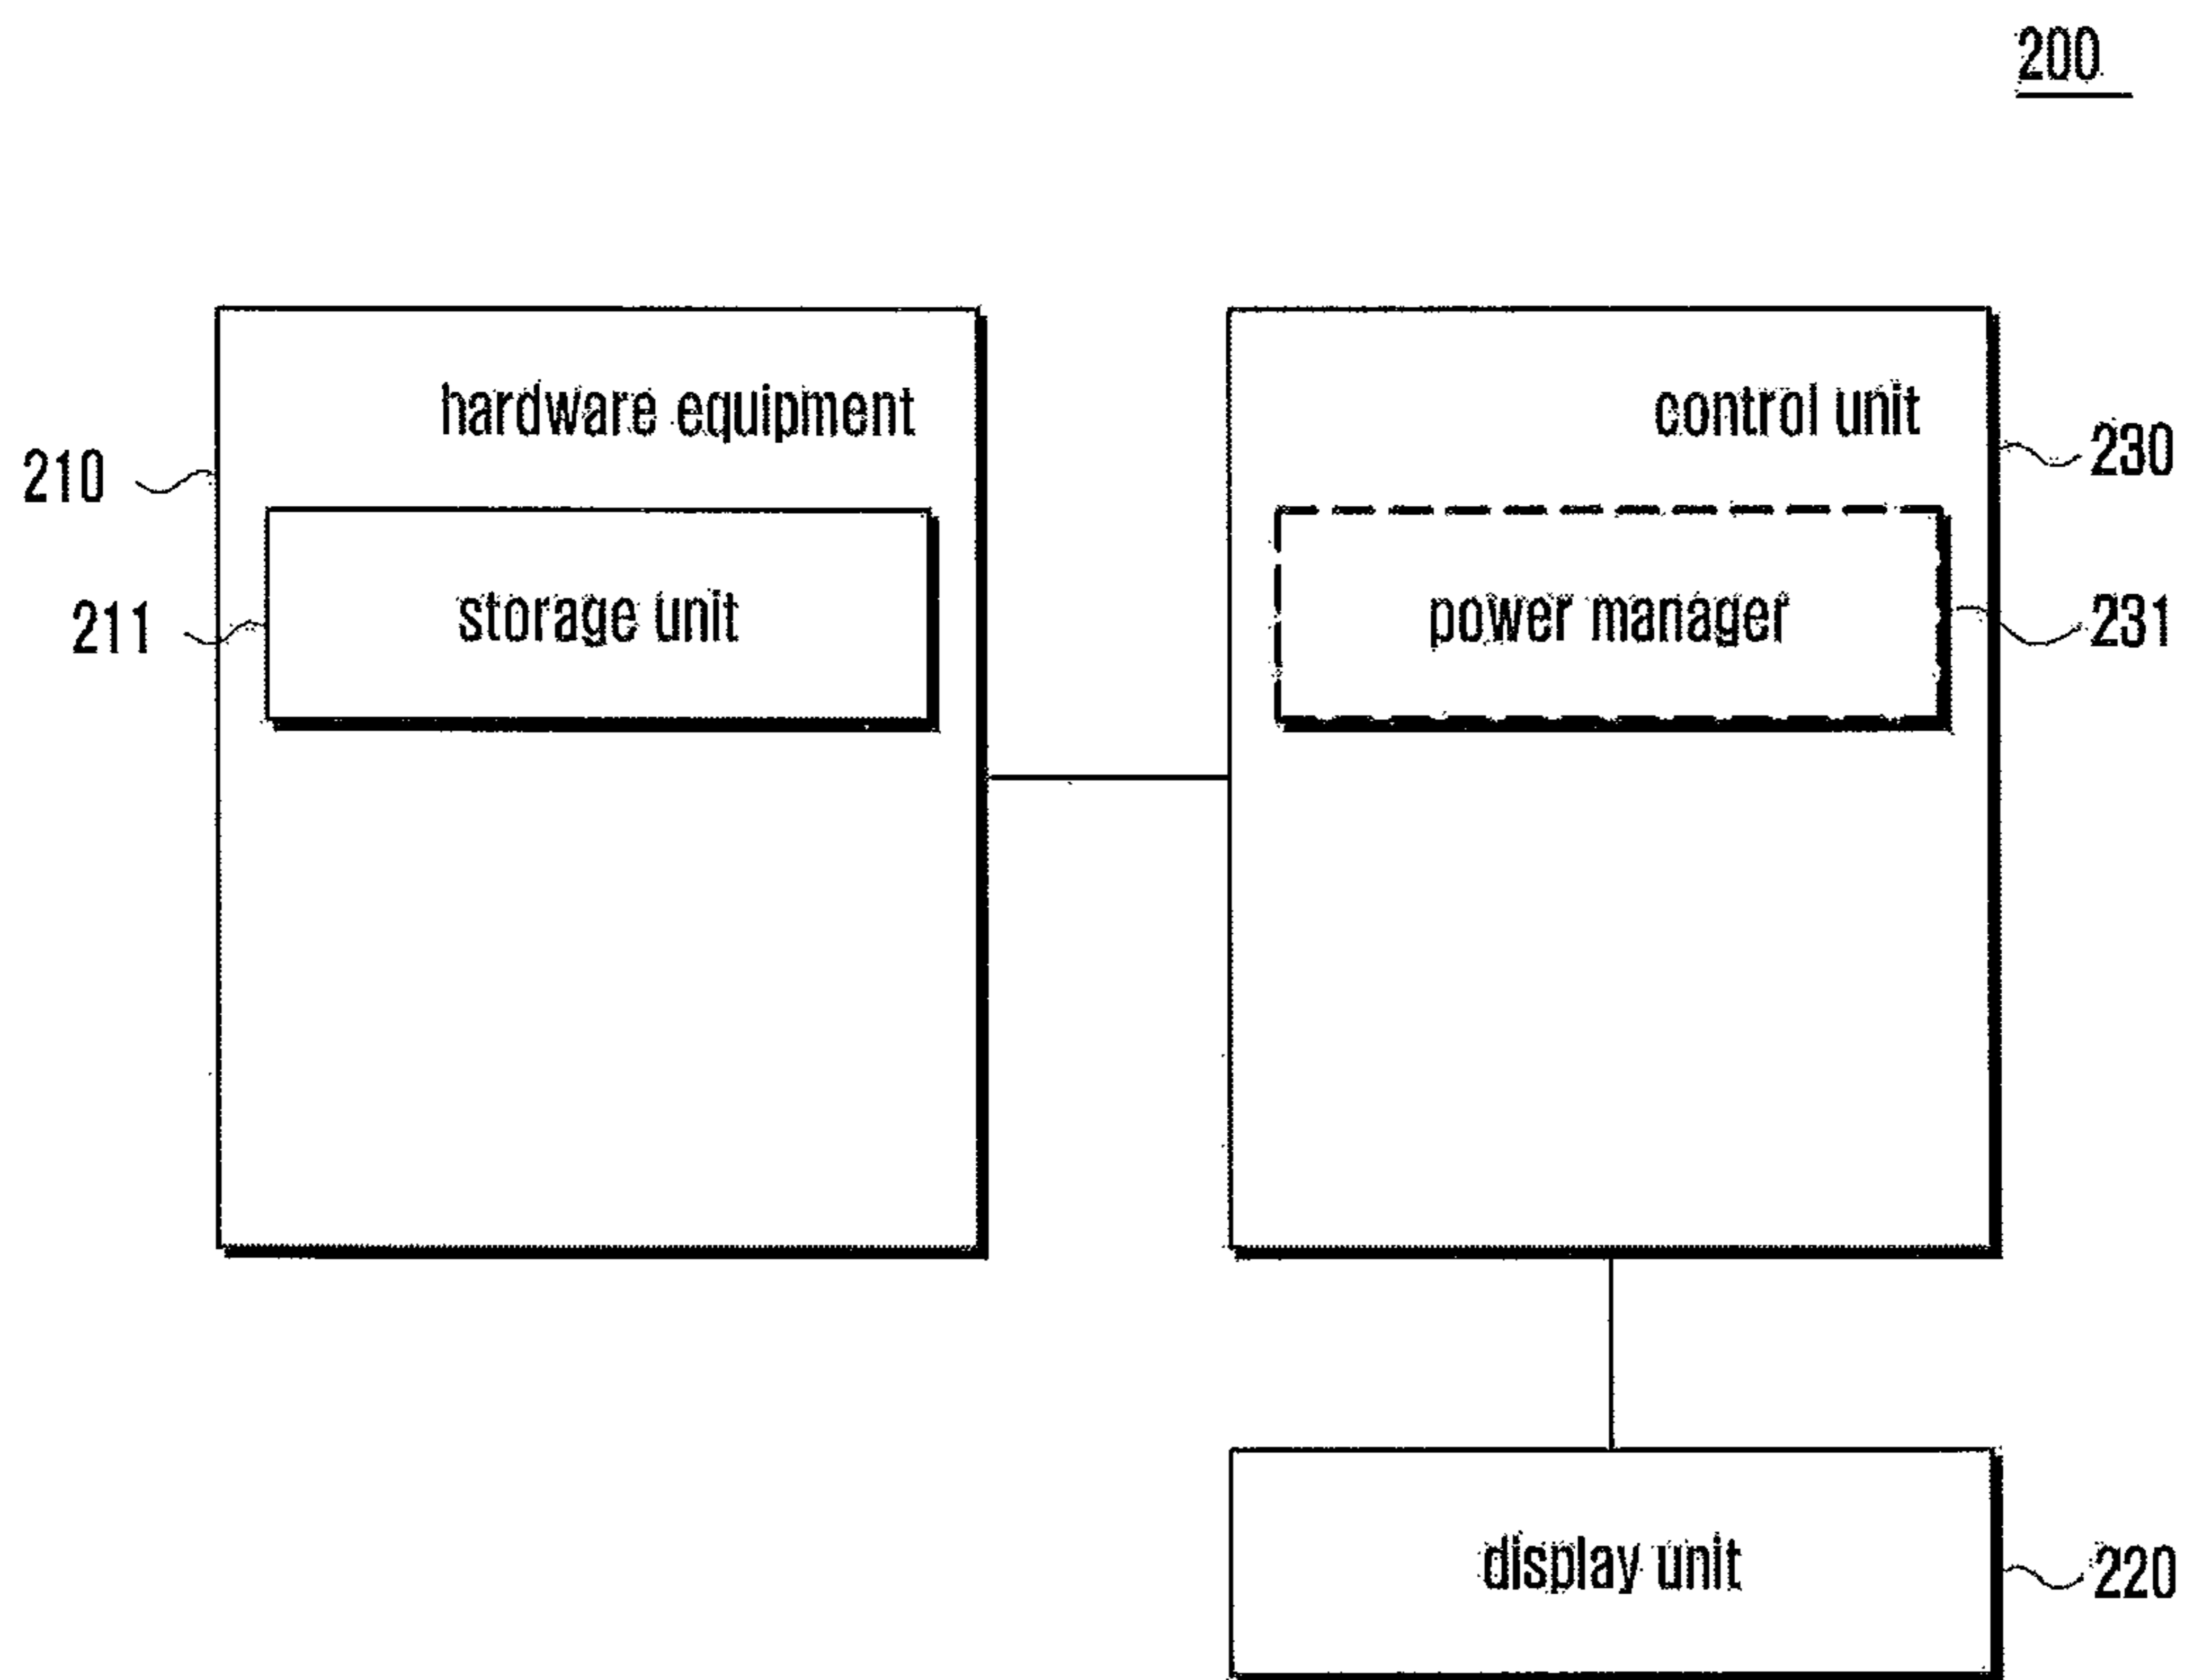 200
hardware equipment
control unit
210
230
storage unit
power manager
211
231
display unit
220